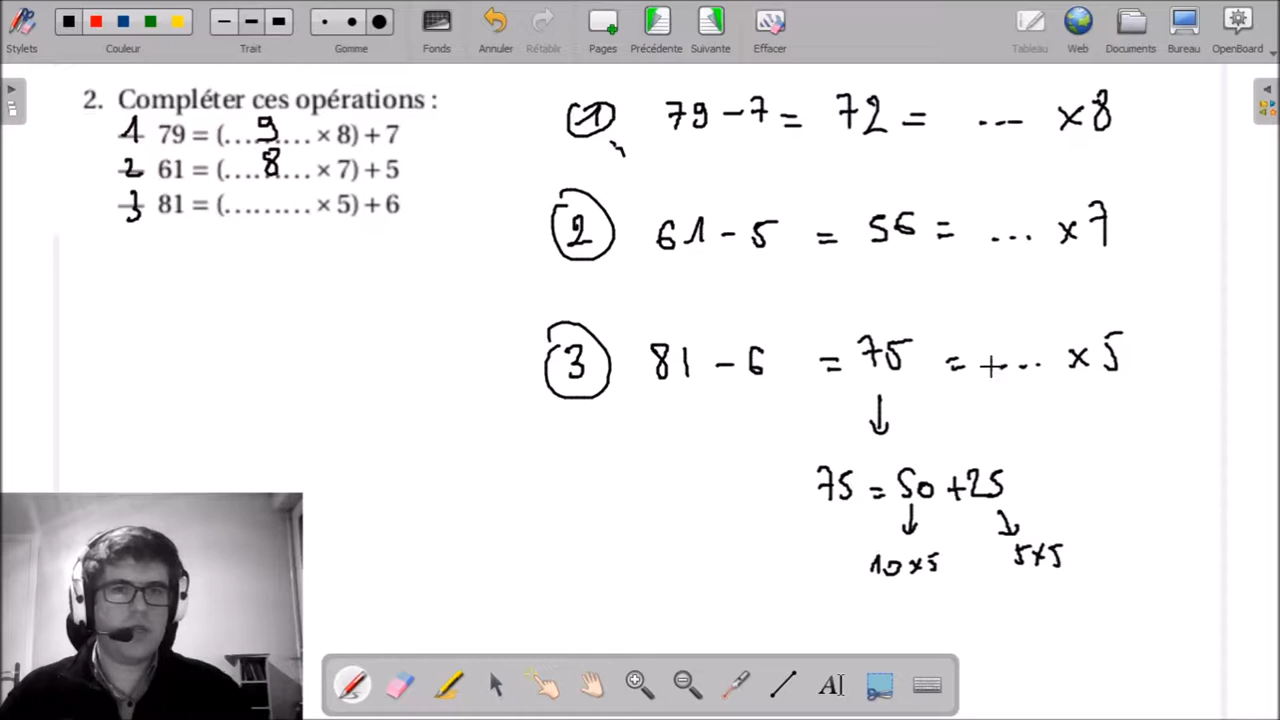 Stylets Couleur Trait Gomme Fonds Annuler Rétablir Pages Précédente Suivante Effacer Tableau Web Documents Bureau OpenBoard
2. Compléter ces opérations :
1 79 = (....9.... × 8) + 7
2 61 = (....8.... × 7) + 5
3 81 = (......... × 5) + 6
1 79 - 7 = 72 = ... × 8
2 61 - 5 = 56 = ... × 7
3 81 - 6 = 75 = ... × 5
75 = 50 + 25
10 × 5 5 × 5
AI